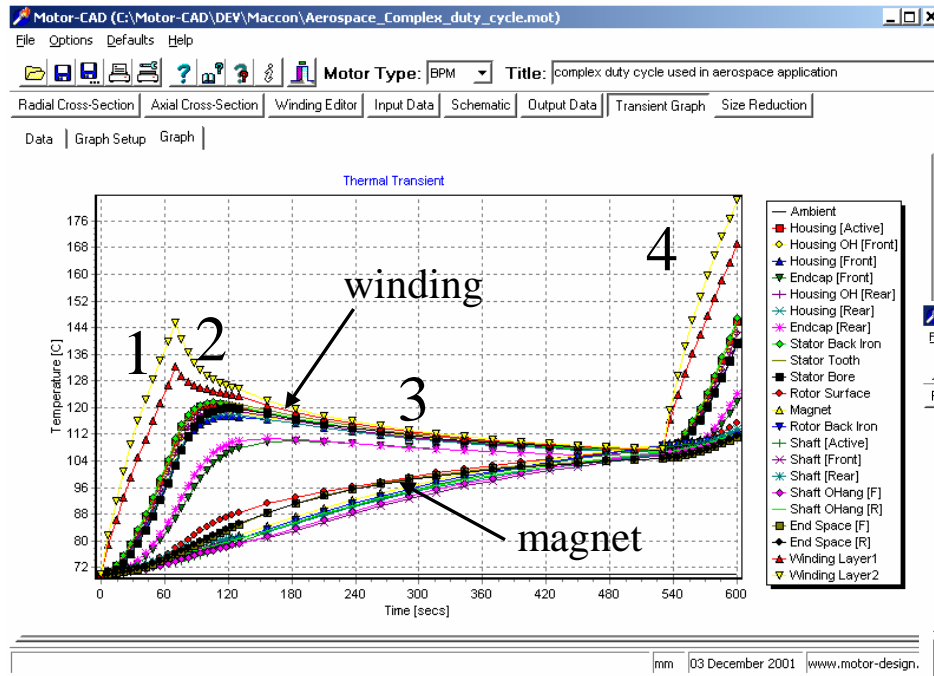 Motor-CAD (C:\Motor-CAD\DEV\Maccon\Aerospace_Complex_duty_cycle.mot)
File Options Defaults Help
Motor Type: BPM Title: complex duty cycle used in aerospace application
Radial Cross-Section Axial Cross-Section Winding Editor Input Data Schematic Output Data Transient Graph Size Reduction
Data Graph Setup Graph
Thermal Transient
176
168
160
152
144
136
128
120
112
104
96
88
80
72
Temperature [C]
1
2
3
4
winding
magnet
0 60 120 180 240 300 360 420 480 540 600
Time [secs]
Ambient
Housing [Active]
Housing OH [Front]
Housing [Front]
Endcap [Front]
Housing OH [Rear]
Housing [Rear]
Endcap [Rear]
Stator Back Iron
Stator Tooth
Stator Bore
Rotor Surface
Magnet
Rotor Back Iron
Shaft [Active]
Shaft [Front]
Shaft [Rear]
Shaft OHang [F]
Shaft OHang [R]
End Space [F]
End Space [R]
Winding Layer1
Winding Layer2
mm 03 December 2001 www.motor-design.